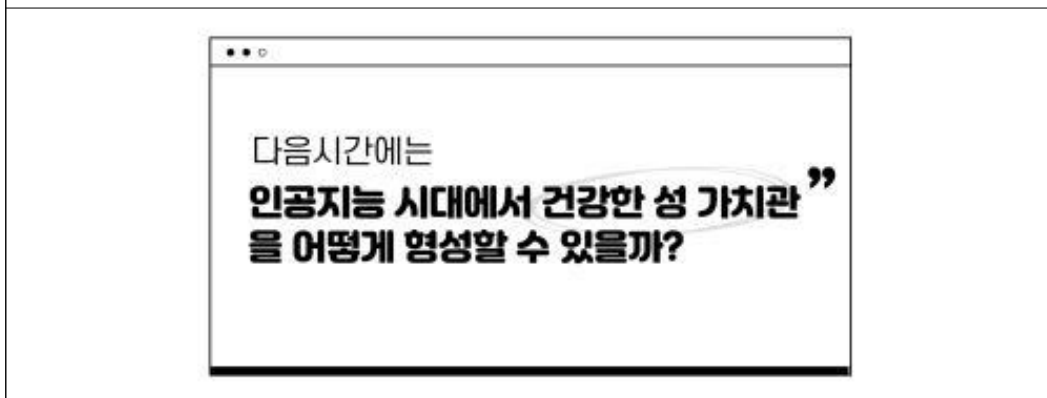 다음시간에는
인공지능 시대에서 건강한 성 가치관 ”
을 어떻게 형성할 수 있을까?